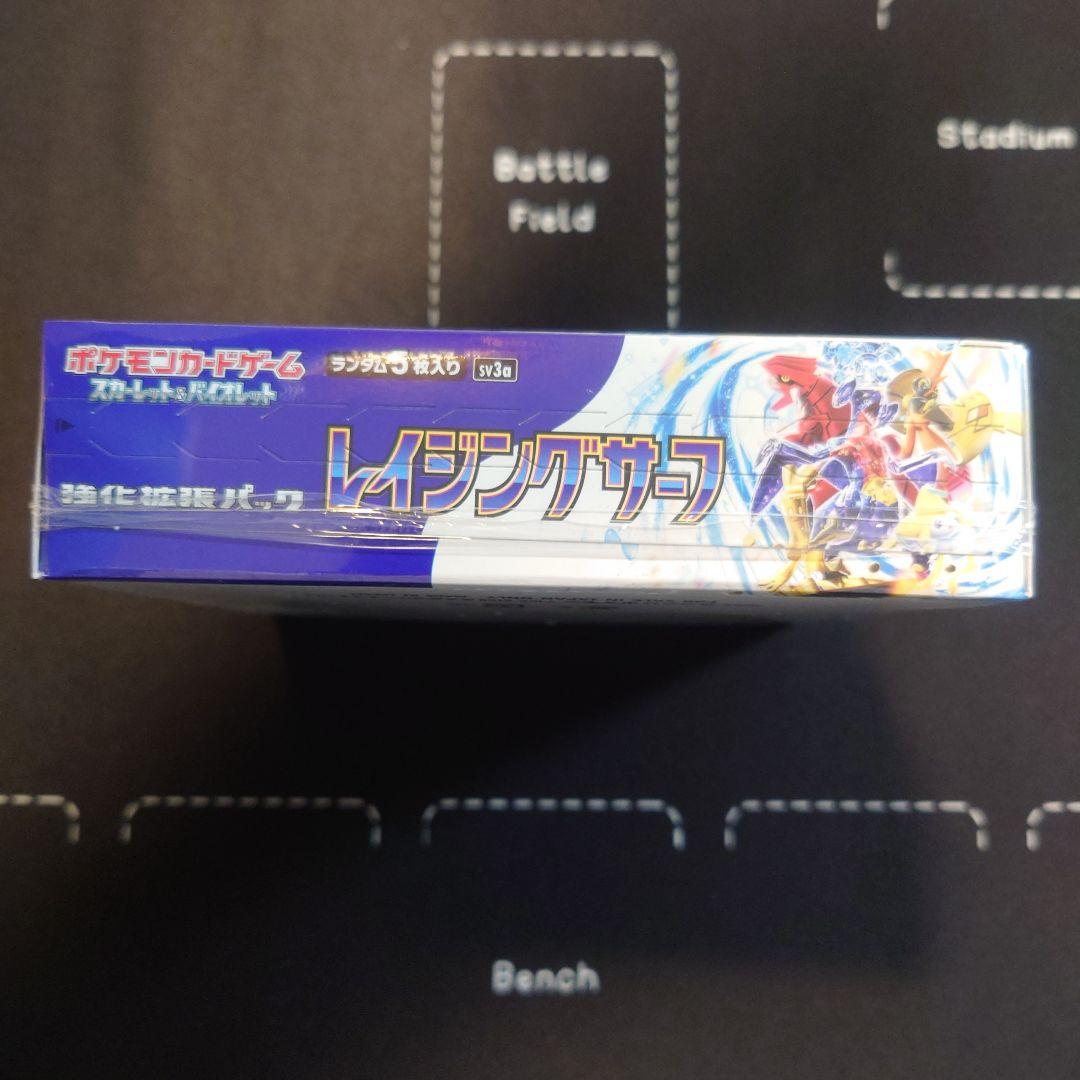 Battle
Field
Stadium
ポケモンカードゲーム
スカーレット&バイオレット
ランダム5枚入り sv3a
強化拡張パック
レイジングサーフ
Bench